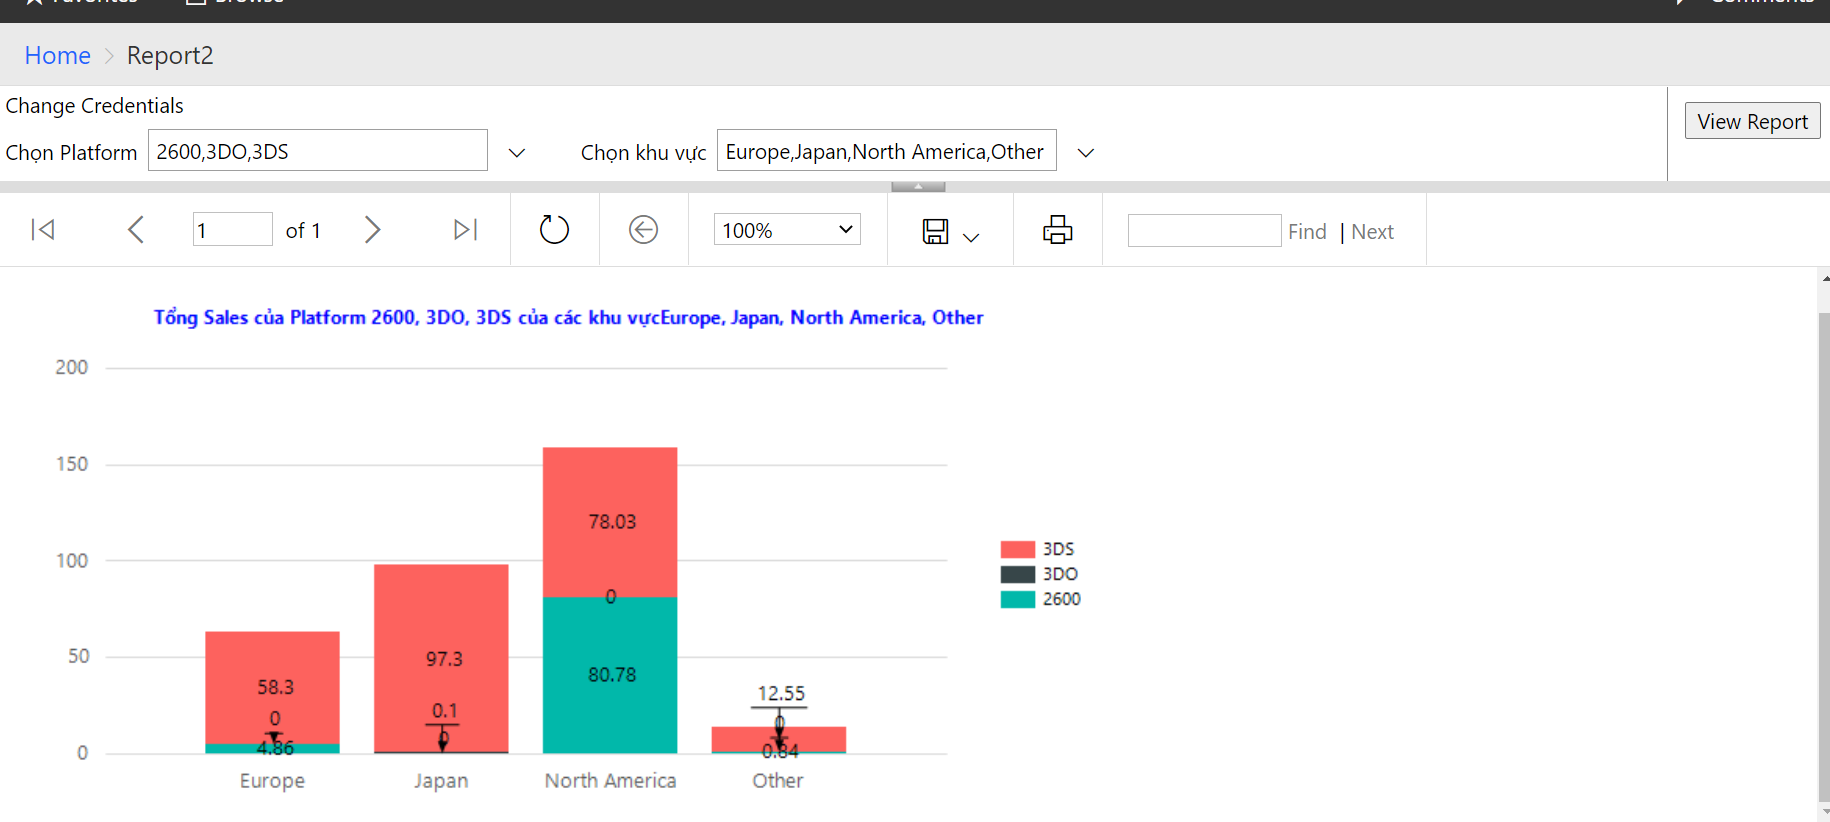 Favorites Browse Comments
Home > Report2
Change Credentials
View Report
Chọn Platform 2600,3DO,3DS Chọn khu vực Europe,Japan,North America,Other
1 of 1 100% Find | Next
Tổng Sales của Platform 2600, 3DO, 3DS của các khu vựcEurope, Japan, North America, Other
200
150
100
50
0
78.03
0
80.78
97.3
0.1
0
58.3
0
4.86
12.55
0
0.84
3DS
3DO
2600
Europe Japan North America Other